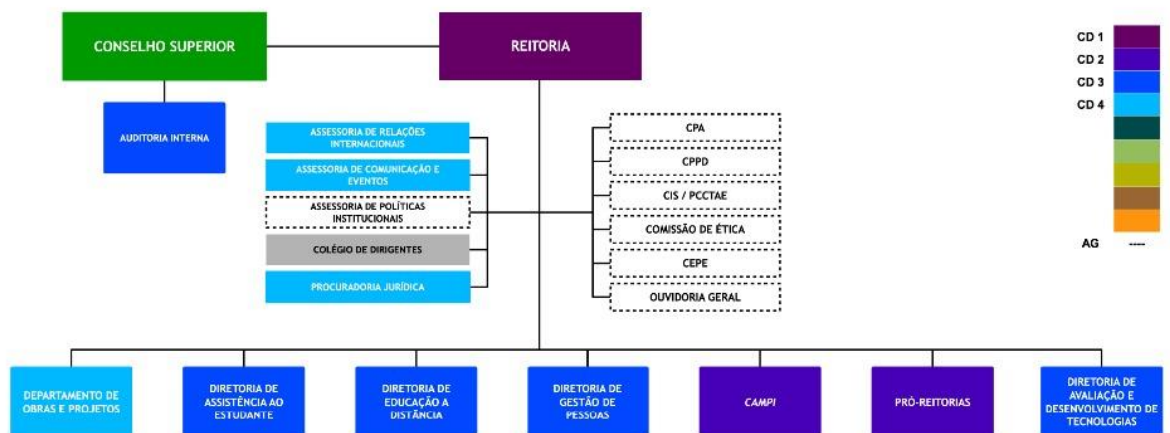 CONSELHO SUPERIOR
REITORIA
AUDITORIA INTERNA
ASSESSORIA DE RELAÇÕES
INTERNACIONAIS
ASSESSORIA DE COMUNICAÇÃO E
EVENTOS
ASSESSORIA DE POLÍTICAS
INSTITUCIONAIS
COLÉGIO DE DIRIGENTES
PROCURADORIA JURÍDICA
CPA
CPPD
CIS / PCCTAE
COMISSÃO DE ÉTICA
CEPE
OUVIDORIA GERAL
CD 1
CD 2
CD 3
CD 4
AG ----
DEPARTAMENTO DE
OBRAS E PROJETOS
DIRETORIA DE
ASSISTÊNCIA AO
ESTUDANTE
DIRETORIA DE
EDUCAÇÃO A
DISTÂNCIA
DIRETORIA DE
GESTÃO DE
PESSOAS
CAMPI
PRÓ-REITORIAS
DIRETORIA DE
AVALIAÇÃO E
DESENVOLVIMENTO DE
TECNOLOGIAS